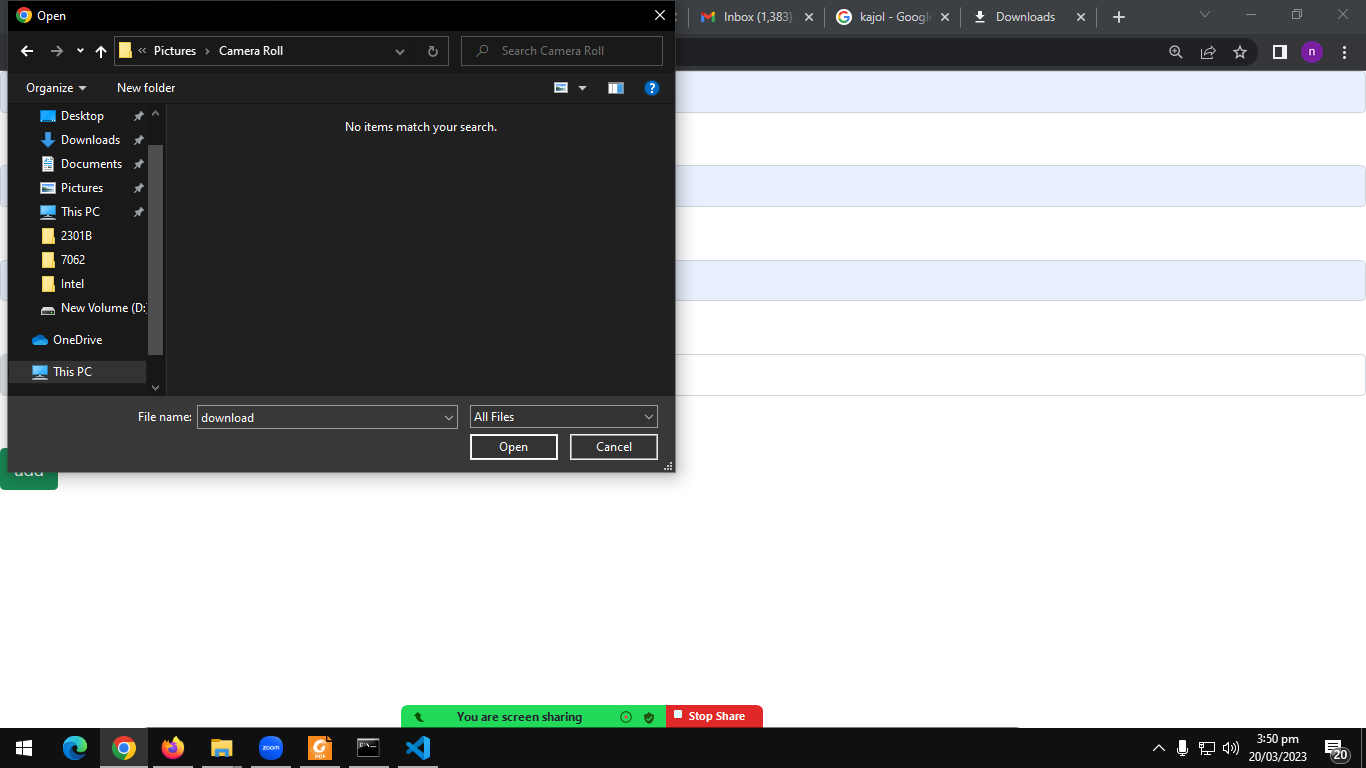 Open
Inbox (1,383)
kajol - Google
Downloads
Pictures
Camera Roll
Search Camera Roll
n
Organize
New folder
?
Desktop
Downloads
Documents
Pictures
This PC
2301B
7062
Intel
New Volume (D:
OneDrive
This PC
No items match your search.
File name:
download
All Files
Open
Cancel
add
You are screen sharing
Stop Share
zoom
PDF
3:50 pm
20/03/2023
20